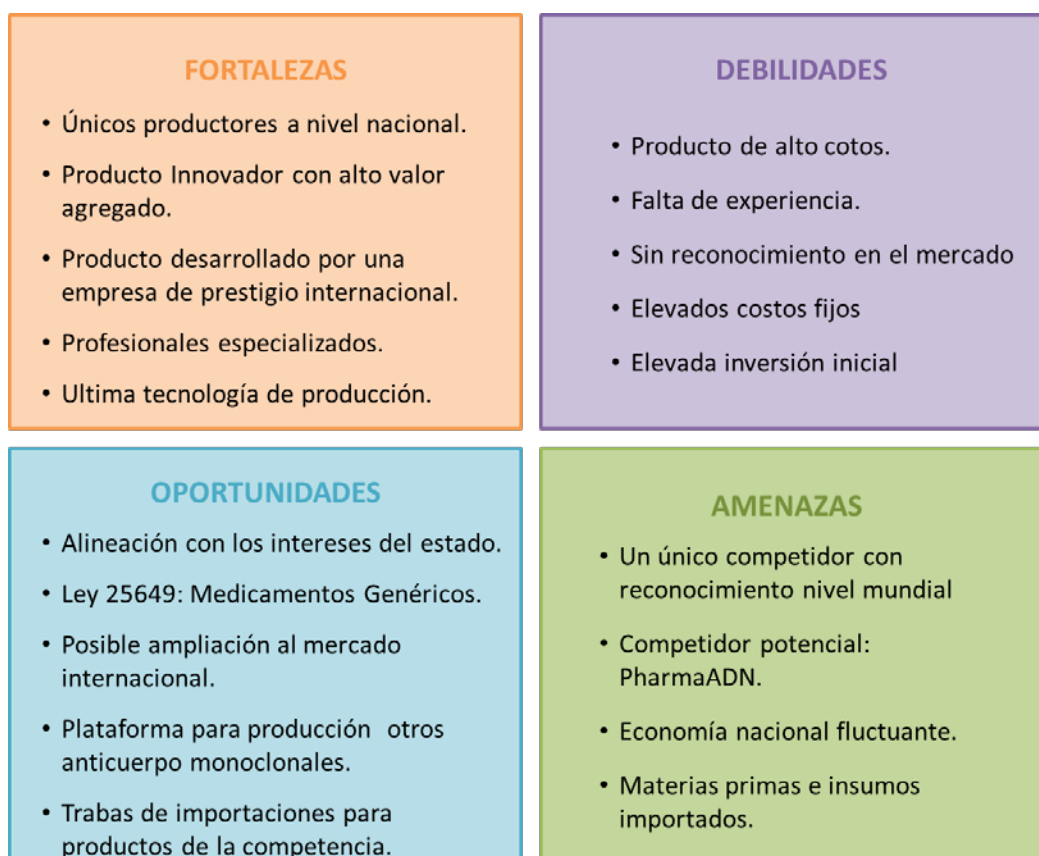 FORTALEZAS
• Únicos productores a nivel nacional.
• Producto Innovador con alto valor
agregado.
• Producto desarrollado por una
empresa de prestigio internacional.
• Profesionales especializados.
• Ultima tecnología de producción.
DEBILIDADES
• Producto de alto cotos.
• Falta de experiencia.
• Sin reconocimiento en el mercado
• Elevados costos fijos
• Elevada inversión inicial
OPORTUNIDADES
• Alineación con los intereses del estado.
• Ley 25649: Medicamentos Genéricos.
• Posible ampliación al mercado
internacional.
• Plataforma para producción otros
anticuerpo monoclonales.
• Trabas de importaciones para
productos de la competencia.
AMENAZAS
• Un único competidor con
reconocimiento nivel mundial
• Competidor potencial:
PharmaADN.
• Economía nacional fluctuante.
• Materias primas e insumos
importados.